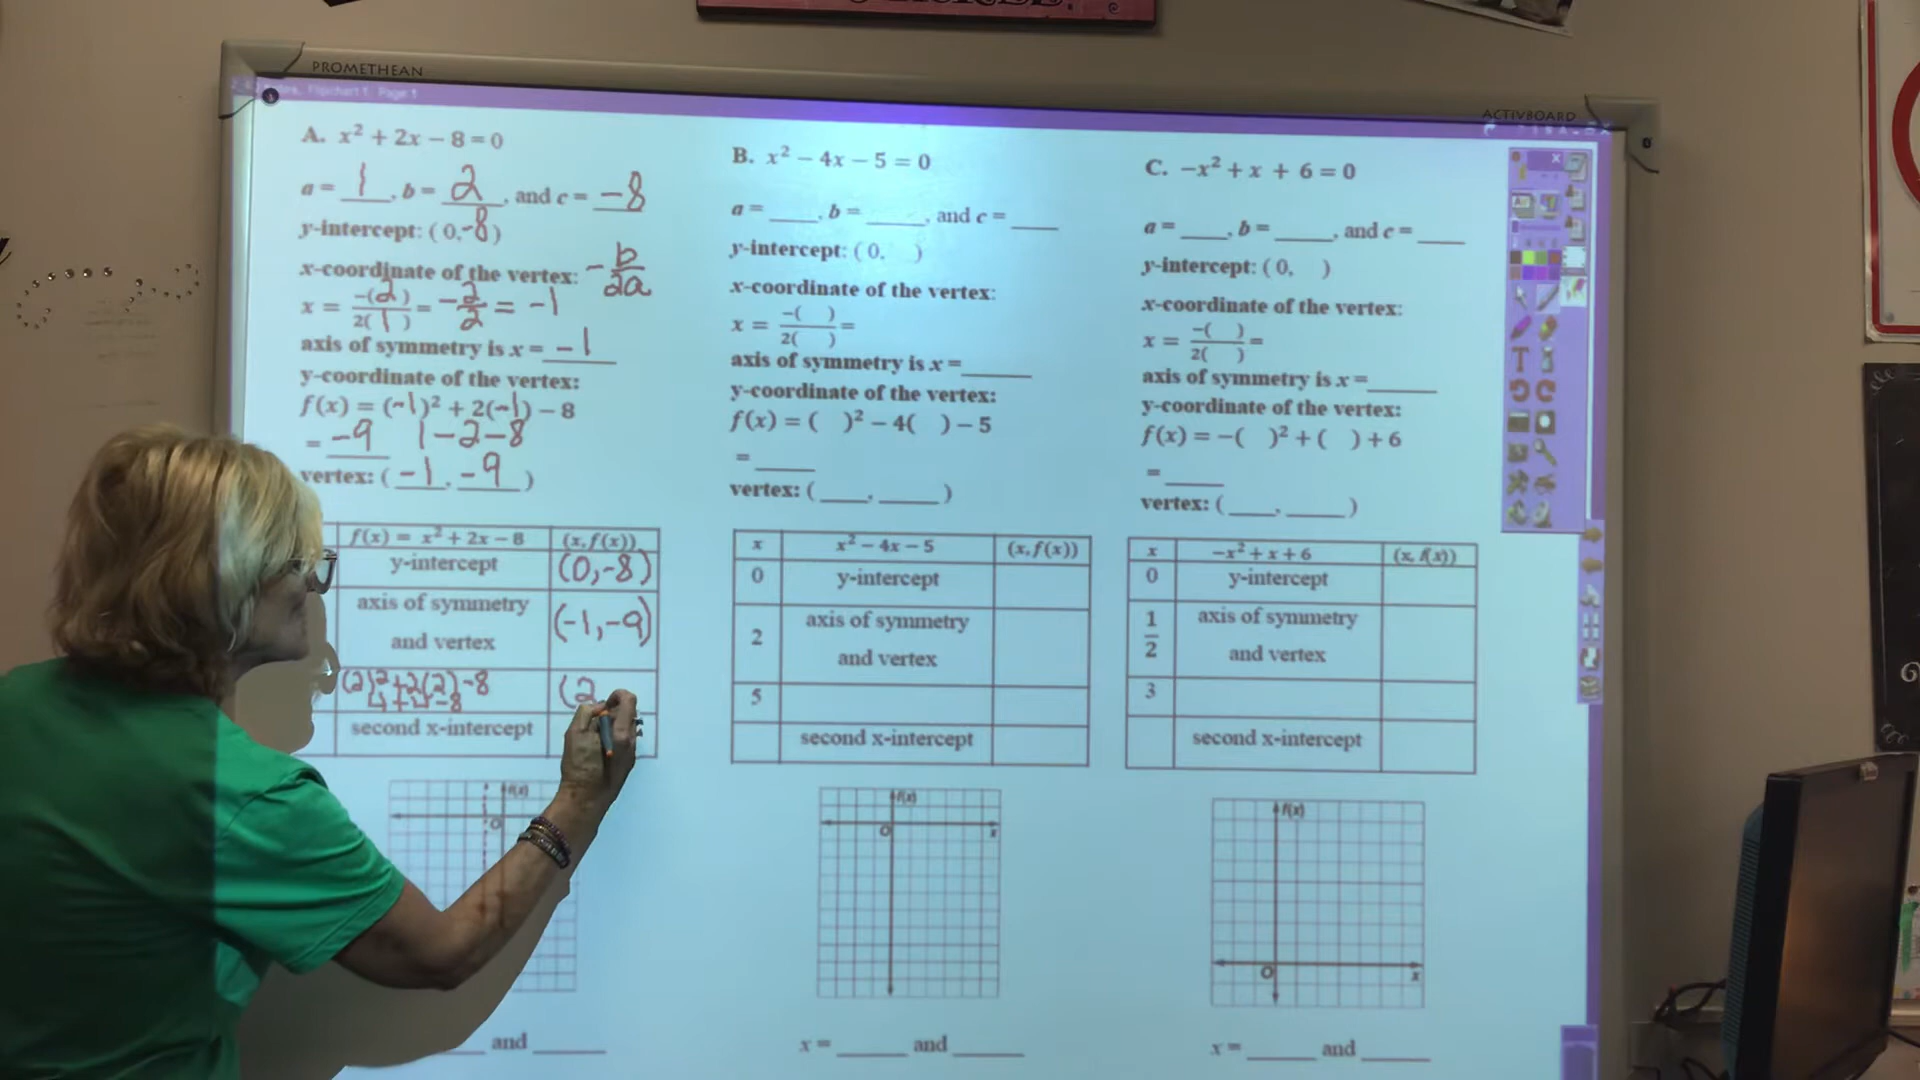 PROMETHEAN
ACTIVBOARD
Flipchart 1, Page 1
A. x² + 2x − 8 = 0
a = 1, b = 2, and c = −8
y-intercept: ( 0, −8 )
x-coordinate of the vertex: −b/2a
x = −(2)/2(1) = −2/2 = −1
axis of symmetry is x = −1
y-coordinate of the vertex:
f(x) = (−1)² + 2(−1) − 8
= −9 1−2−8
vertex: ( −1, −9 )
f(x) = x² + 2x − 8 (x, f(x))
y-intercept (0,−8)
axis of symmetry
and vertex (−1,−9)
(2)²+2(2)−8 (2
4+4−8
second x-intercept
f(x)
O
and
B. x² − 4x − 5 = 0
a = ____, b = ____, and c = ____
y-intercept: ( 0, )
x-coordinate of the vertex:
x = −( )/2( ) =
axis of symmetry is x = ____
y-coordinate of the vertex:
f(x) = ( )² − 4( ) − 5
= ____
vertex: ( ____, ____ )
x x² − 4x − 5 (x, f(x))
0 y-intercept
2 axis of symmetry
and vertex
5
second x-intercept
f(x)
O x
x = ____ and ____
C. −x² + x + 6 = 0
a = ____, b = ____, and c = ____
y-intercept: ( 0, )
x-coordinate of the vertex:
x = −( )/2( ) =
axis of symmetry is x = ____
y-coordinate of the vertex:
f(x) = −( )² + ( ) + 6
= ____
vertex: ( ____, ____ )
x −x² + x + 6 (x, f(x))
0 y-intercept
1/2 axis of symmetry
and vertex
3
second x-intercept
f(x)
O x
x = ____ and ____